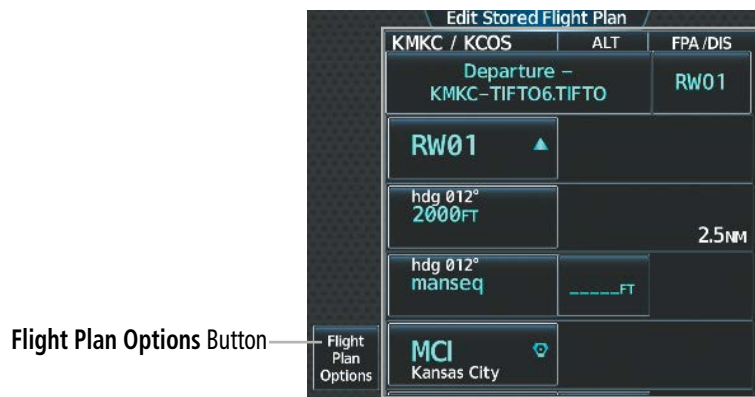 Edit Stored Flight Plan
KMKC / KCOS ALT FPA/DIS
Departure –
KMKC–TIFTO6.TIFTO
RW01
RW01
hdg 012°
2000FT
2.5NM
hdg 012°
manseq
_____FT
Flight Plan Options Button
Flight
Plan
Options
MCI
Kansas City